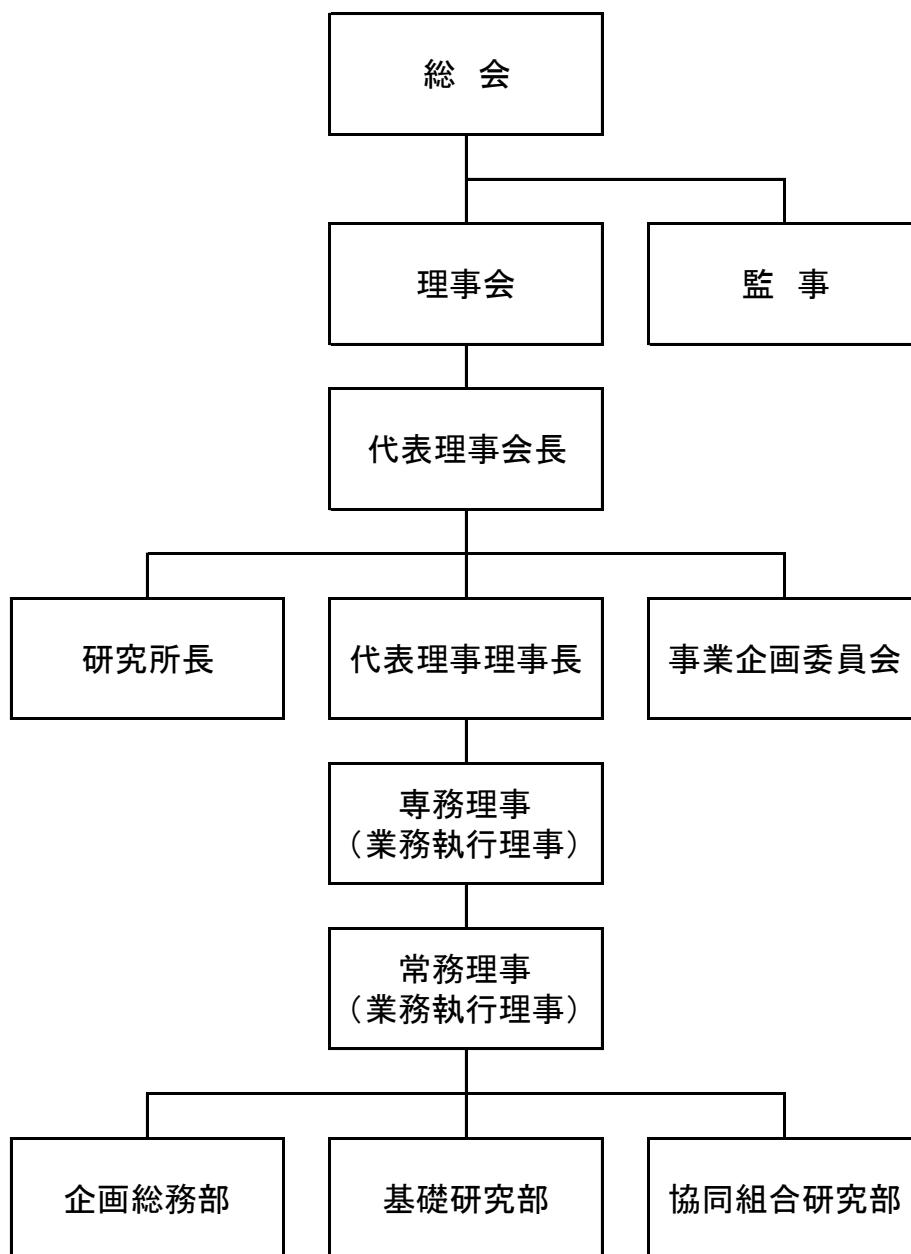 総 会
理事会
監 事
代表理事会長
研究所長
代表理事理事長
事業企画委員会
専務理事
（業務執行理事）
常務理事
（業務執行理事）
企画総務部
基礎研究部
協同組合研究部